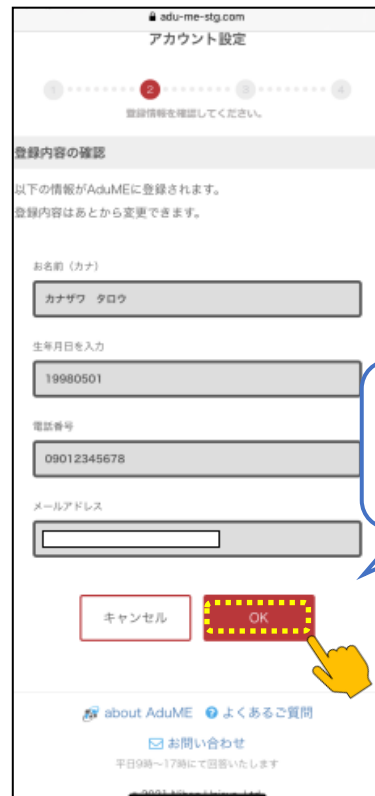 adu-me-stg.com
アカウント設定
1 2 3 4
登録情報を確認してください。
登録内容の確認
以下の情報がAduMEに登録されます。
登録内容はあとから変更できます。
お名前（カナ）
カナザワ タロウ
生年月日を入力
19980501
電話番号
09012345678
メールアドレス
キャンセル OK
about AduME よくあるご質問
お問い合わせ
平日9時～17時にて回答いたします